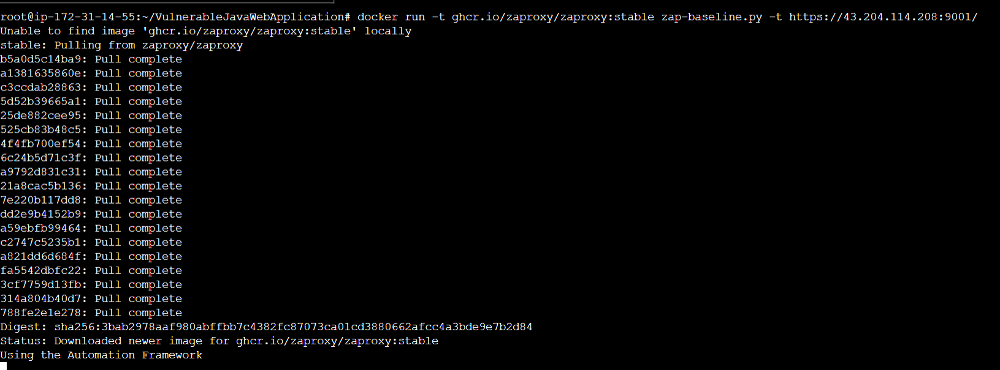 root@ip-172-31-14-55:~/VulnerableJavaWebApplication# docker run -t ghcr.io/zaproxy/zaproxy:stable zap-baseline.py -t https://43.204.114.208:9001/
Unable to find image 'ghcr.io/zaproxy/zaproxy:stable' locally
stable: Pulling from zaproxy/zaproxy
b5a0d5c14ba9: Pull complete
a1381635860e: Pull complete
c3ccdab28863: Pull complete
5d52b39665a1: Pull complete
25de882cee95: Pull complete
525cb83b48c5: Pull complete
4f4fb700ef54: Pull complete
6c24b5d71c3f: Pull complete
a9792d831c31: Pull complete
21a8cac5b136: Pull complete
7e220b117dd8: Pull complete
dd2e9b4152b9: Pull complete
a59ebfb99464: Pull complete
c2747c5235b1: Pull complete
a821dd6d684f: Pull complete
fa5542dbfc22: Pull complete
3cf7759d13fb: Pull complete
314a804b40d7: Pull complete
788fe2e1e278: Pull complete
Digest: sha256:3bab2978aaf980abffbb7c4382fc87073ca01cd3880662afcc4a3bde9e7b2d84
Status: Downloaded newer image for ghcr.io/zaproxy/zaproxy:stable
Using the Automation Framework